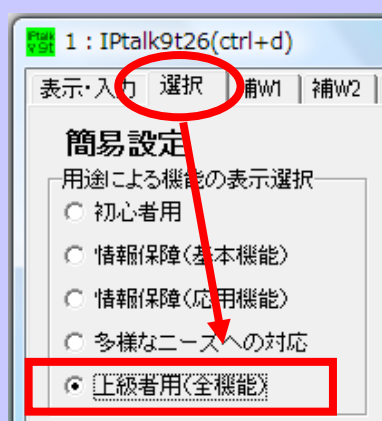 1 : IPtalk9t26(ctrl+d)
表示・入力 選択 補W1 補W2
簡易設定
用途による機能の表示選択
初心者用
情報保障(基本機能)
情報保障(応用機能)
多様なニーズへの対応
上級者用(全機能)